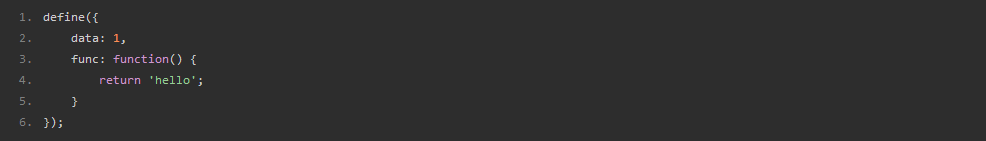 1. define({
2.     data: 1,
3.     func: function() {
4.         return 'hello';
5.     }
6. });